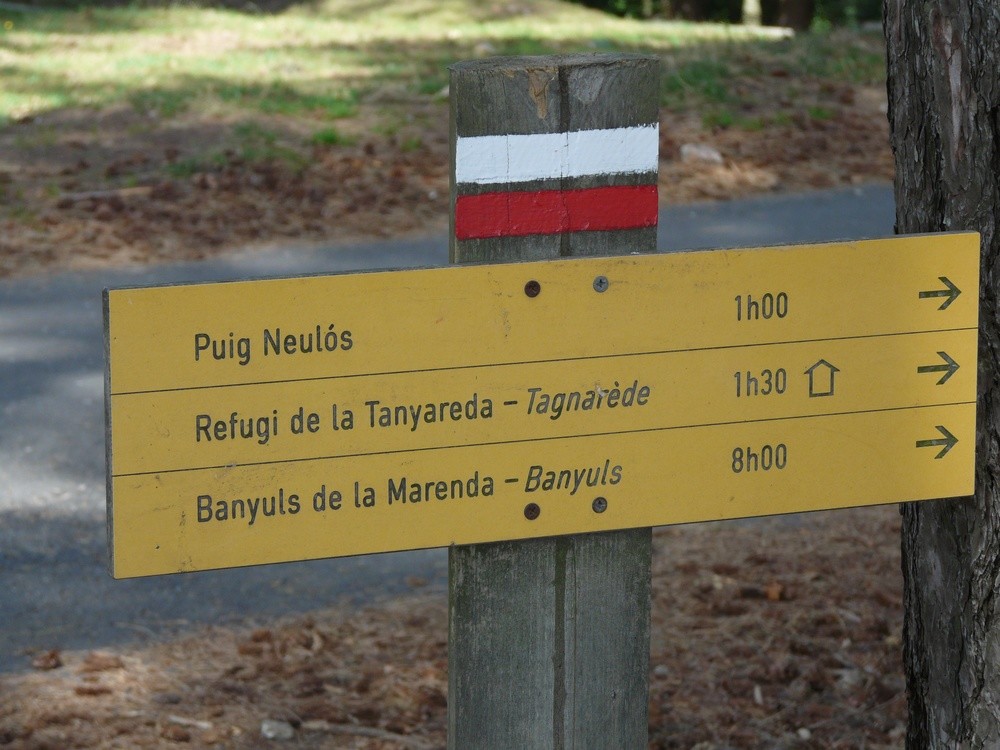 Puig Neulós 1h00 →
Refugi de la Tanyareda – Tagnarède 1h30 →
Banyuls de la Marenda – Banyuls 8h00 →